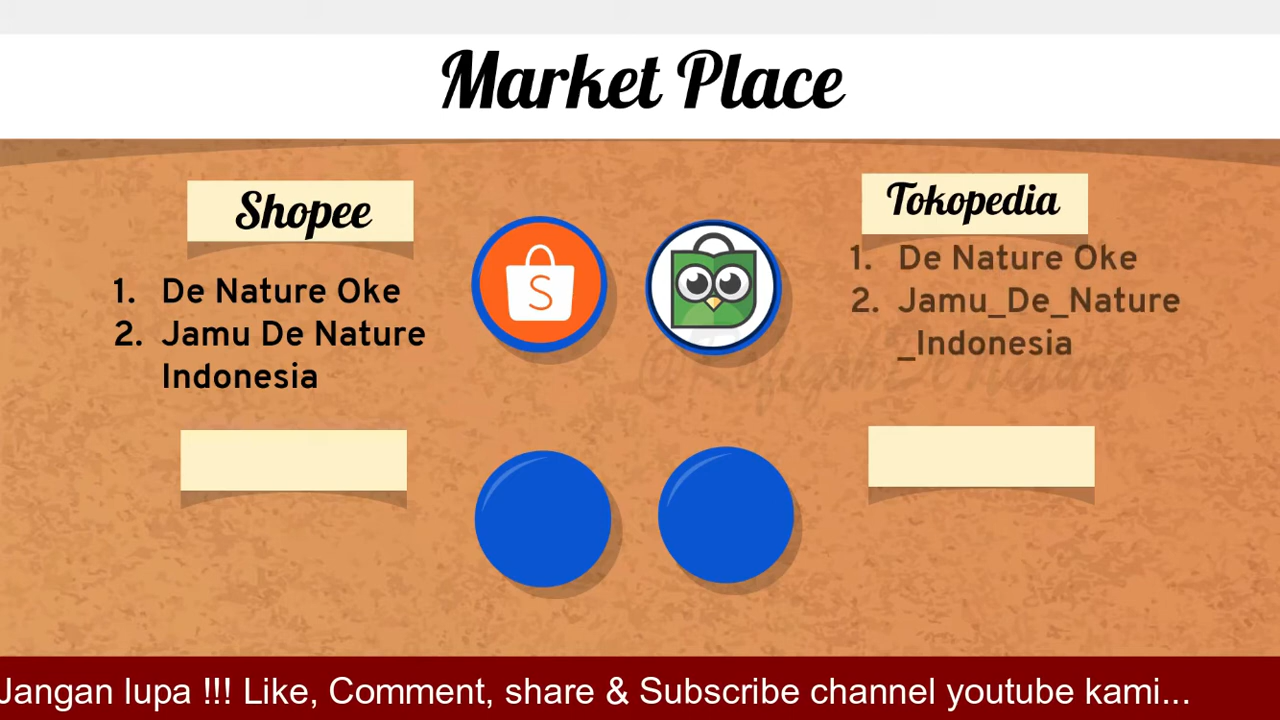 Market Place
Shopee
1. De Nature Oke
2. Jamu De Nature
Indonesia
S
Tokopedia
1. De Nature Oke
2. Jamu_De_Nature
_Indonesia
Jangan lupa !!! Like, Comment, share & Subscribe channel youtube kami...